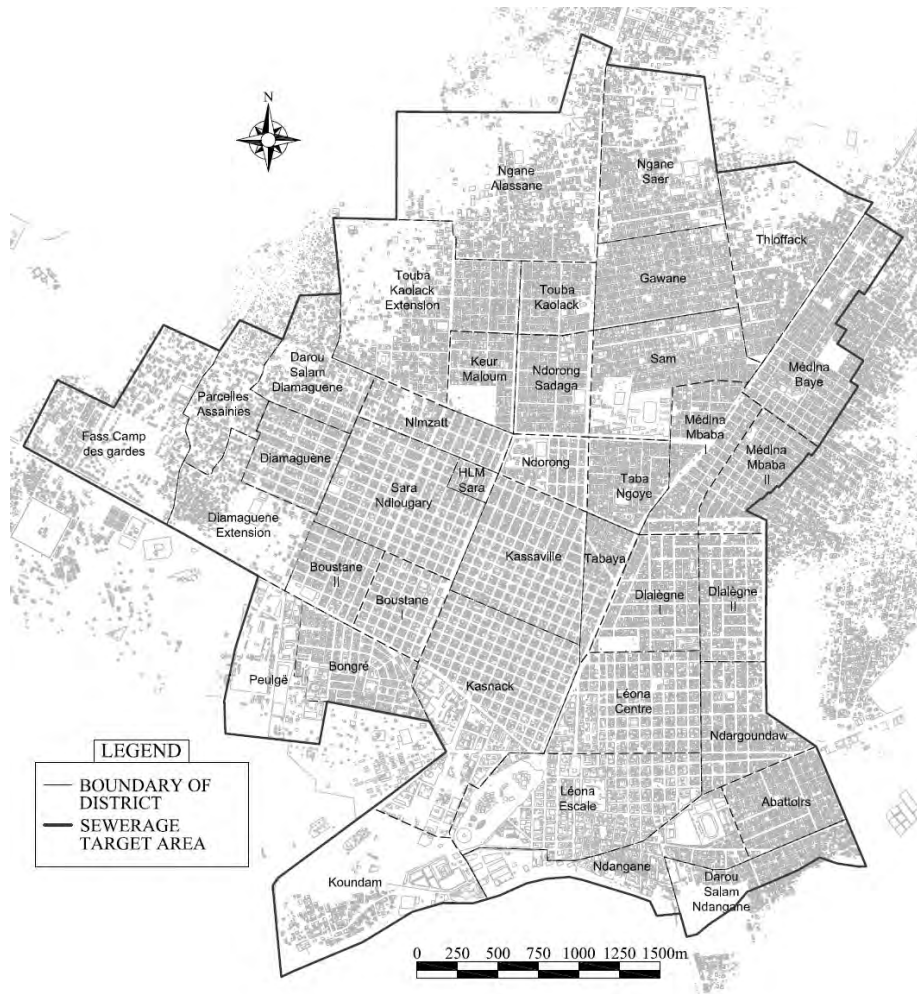 N
Ngane
Alassane
Ngane
Saer
Thioffack
Touba
Kaolack
Extension
Touba
Kaolack
Gawane
Keur
Maloum
Ndorong
Sadaga
Sam
Médina
Baye
Darou
Salam
Diamaguene
Parcelles
Assainies
Fass Camp
des gardes
Nimzatt
Médina
Mbaba
I
Médina
Mbaba
II
Diamaguene
HLM
Sara
Ndorong
Taba
Ngoye
Sara
Ndlougary
Diamaguene
Extension
Kassaville
Tabaya
Boustane
II
Boustane
I
Dialègne
I
Dialègne
II
Peulgë
Bongré
Kasnack
Léona
Centre
Ndargoundaw
LEGEND
BOUNDARY OF
DISTRICT
SEWERAGE
TARGET AREA
Léona
Escale
Abattoirs
Koundam
Ndangane
Darou
Salam
Ndangane
0 250 500 750 1000 1250 1500m